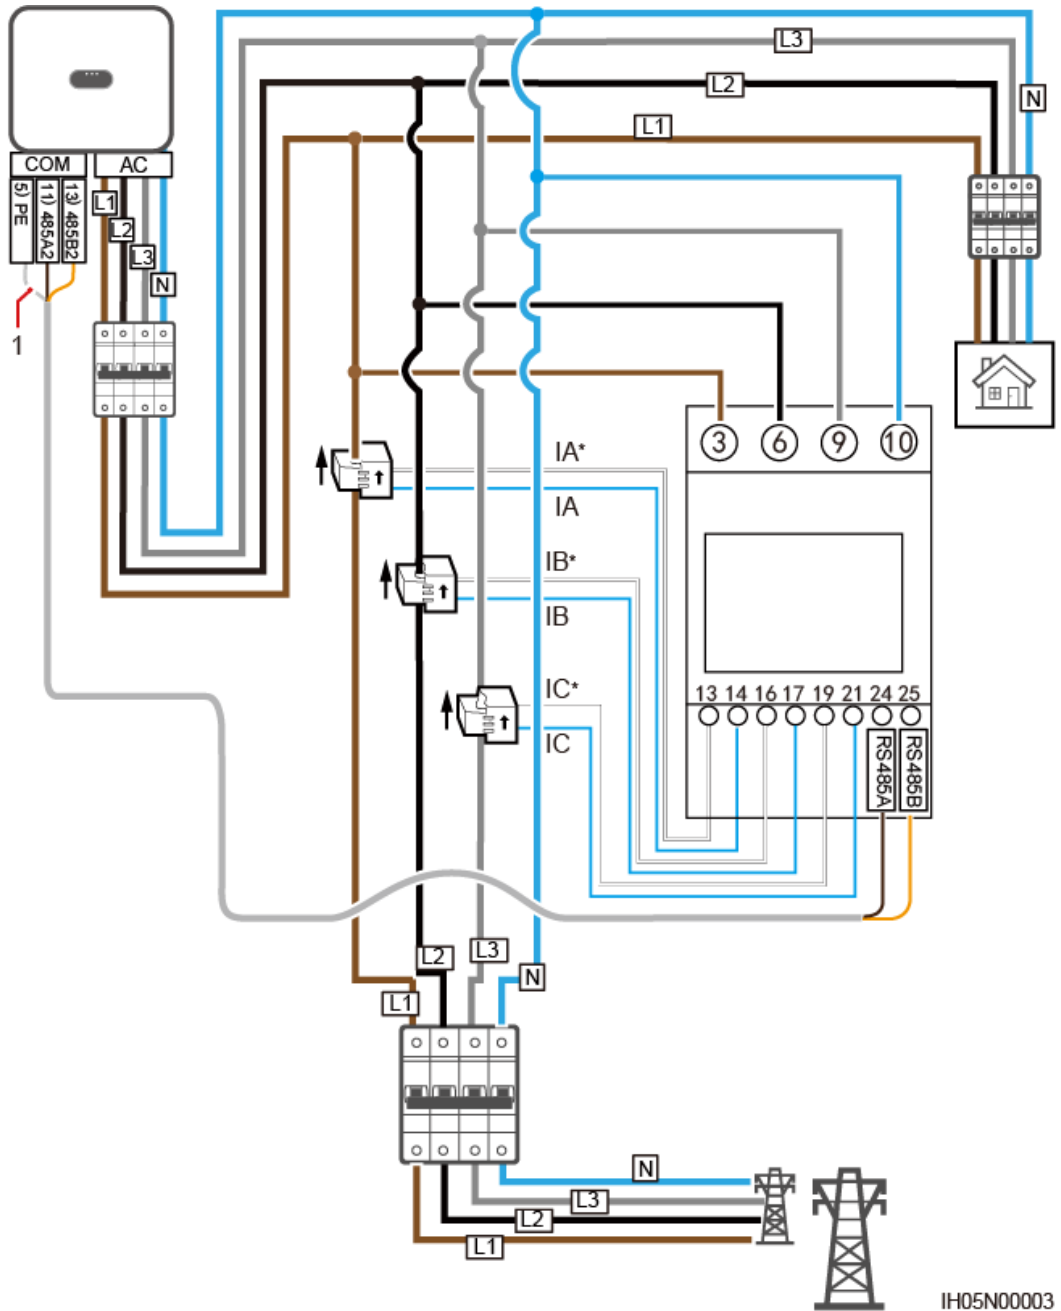 L3
L2
N
L1
COM AC
5) PE
11) 485A2
13) 485B2
L1
L2
L3
N
1
3 6 9 10
IA*
IA
IB*
IB
IC*
IC
13 14 16 17 19 21 24 25
RS485A
RS485B
L2
L3
N
L1
N
L3
L2
L1
IH05N00003